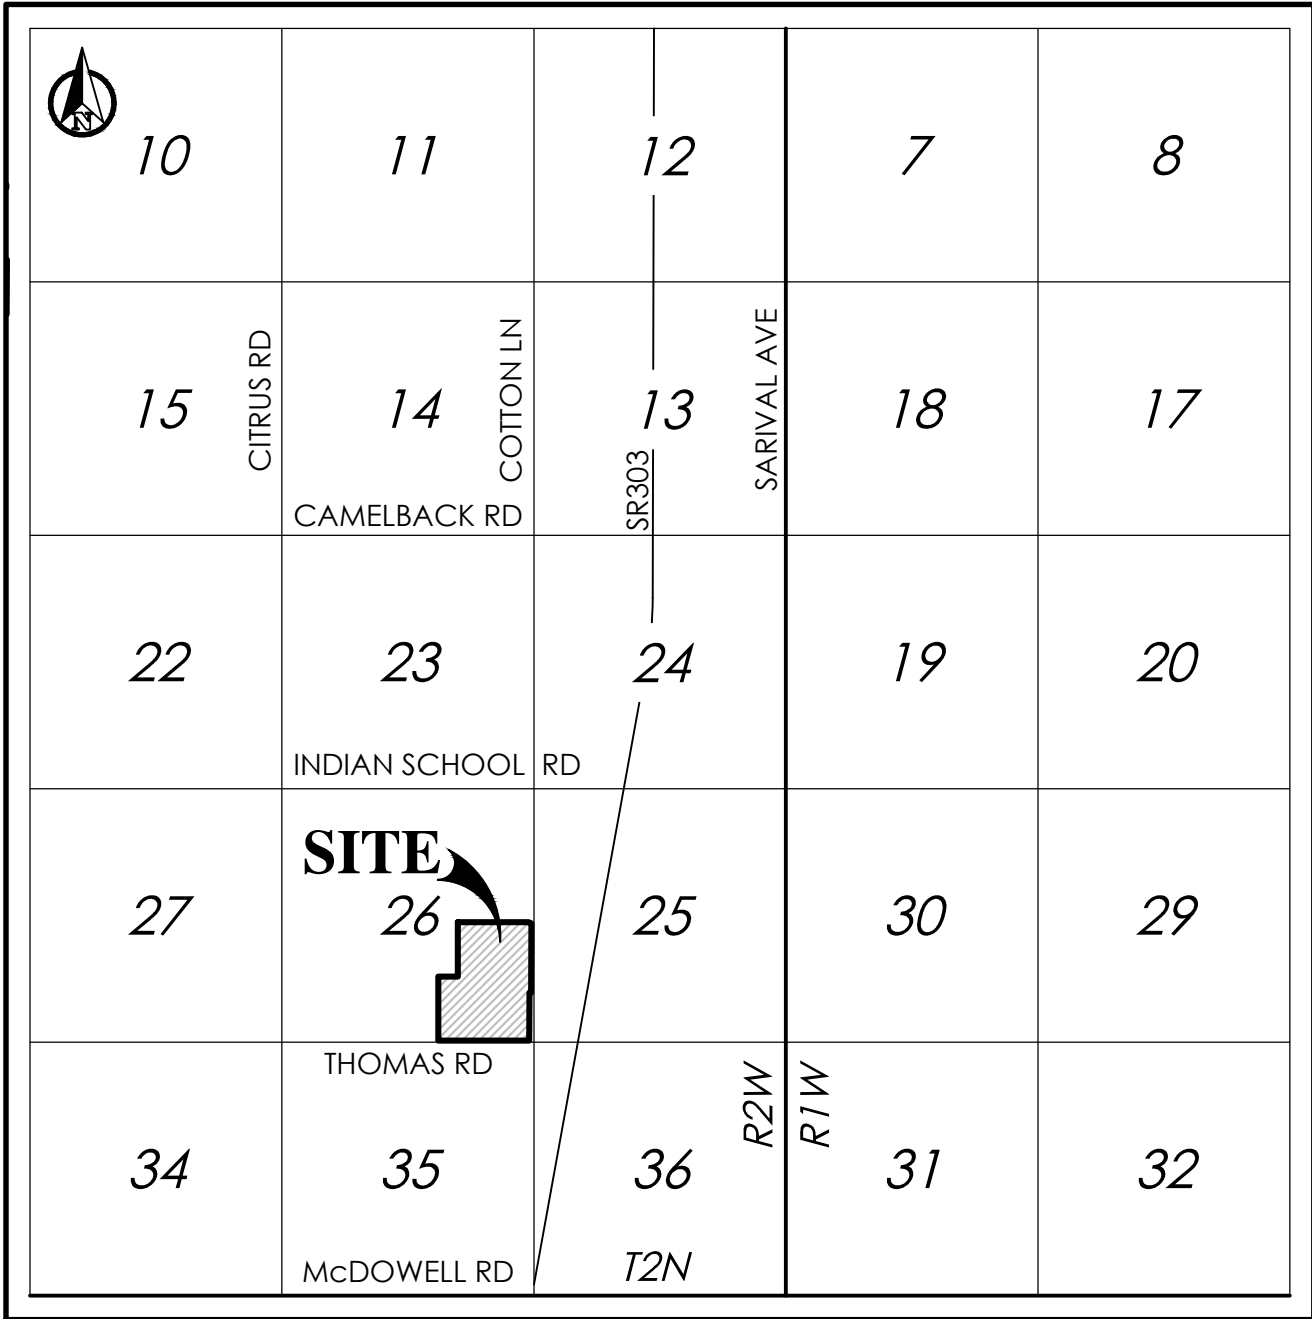 N
10
11
12
7
8
15
CITRUS RD
14
COTTON LN
13
SARIVAL AVE
18
17
SR303
CAMELBACK RD
22
23
24
19
20
INDIAN SCHOOL RD
SITE
27
26
25
30
29
THOMAS RD
R2W
R1W
34
35
36
31
32
McDOWELL RD
T2N